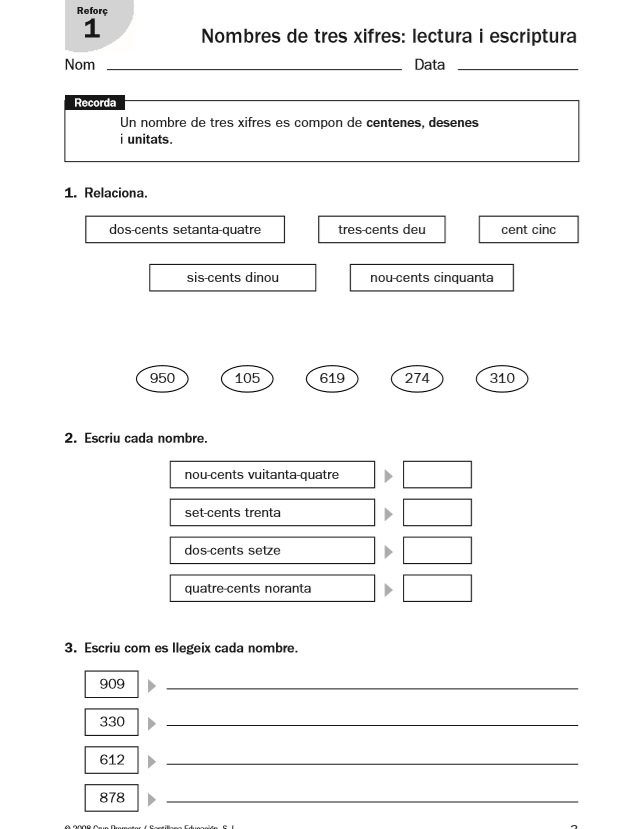 Reforç
1
Nombres de tres xifres: lectura i escriptura
Nom Data
Recorda
Un nombre de tres xifres es compon de centenes, desenes
i unitats.
1. Relaciona.
dos-cents setanta-quatre tres-cents deu cent cinc
sis-cents dinou nou-cents cinquanta
950 105 619 274 310
2. Escriu cada nombre.
nou-cents vuitanta-quatre
set-cents trenta
dos-cents setze
quatre-cents noranta
3. Escriu com es llegeix cada nombre.
909
330
612
878
© 2008 Grup Promotor / Santillana Educación, S. L.